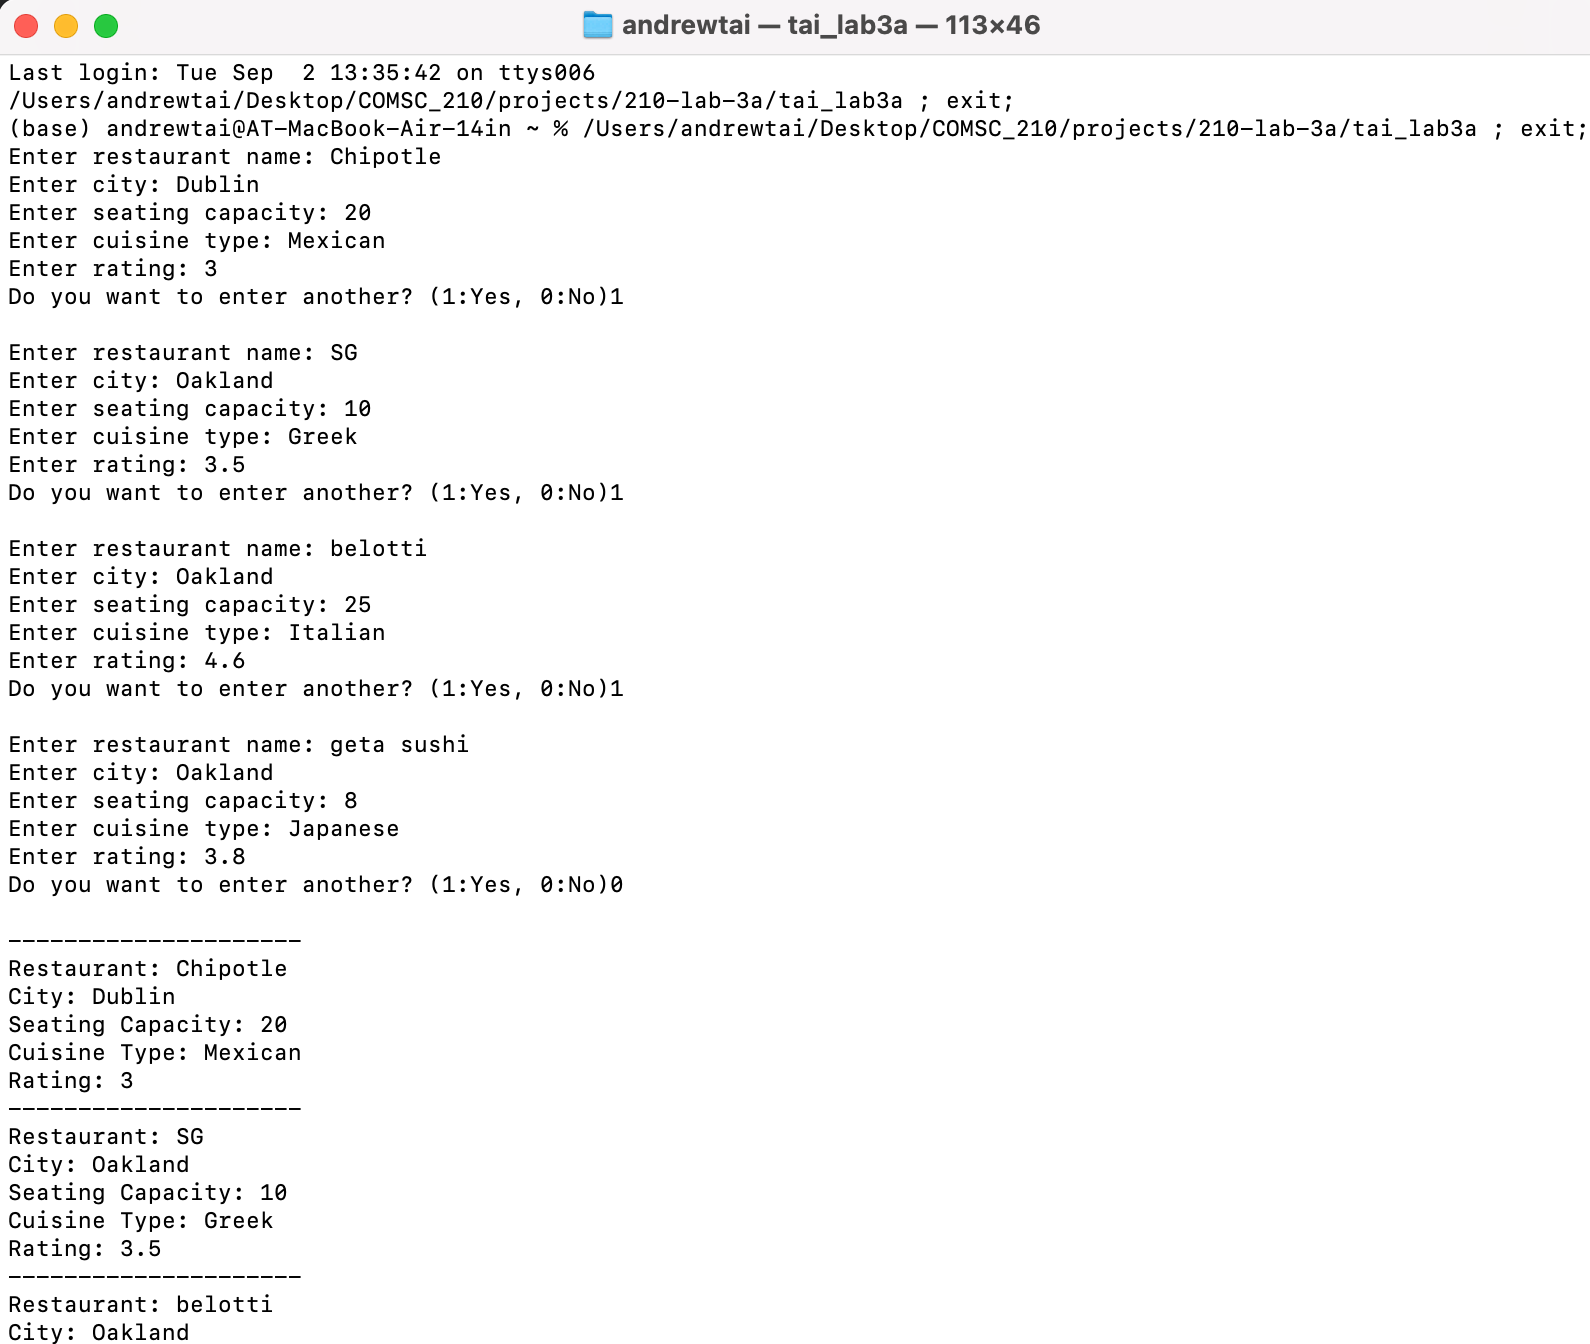 andrewtai — tai_lab3a — 113×46
Last login: Tue Sep  2 13:35:42 on ttys006
/Users/andrewtai/Desktop/COMSC_210/projects/210-lab-3a/tai_lab3a ; exit;
(base) andrewtai@AT-MacBook-Air-14in ~ % /Users/andrewtai/Desktop/COMSC_210/projects/210-lab-3a/tai_lab3a ; exit;
Enter restaurant name: Chipotle
Enter city: Dublin
Enter seating capacity: 20
Enter cuisine type: Mexican
Enter rating: 3
Do you want to enter another? (1:Yes, 0:No)1

Enter restaurant name: SG
Enter city: Oakland
Enter seating capacity: 10
Enter cuisine type: Greek
Enter rating: 3.5
Do you want to enter another? (1:Yes, 0:No)1

Enter restaurant name: belotti
Enter city: Oakland
Enter seating capacity: 25
Enter cuisine type: Italian
Enter rating: 4.6
Do you want to enter another? (1:Yes, 0:No)1

Enter restaurant name: geta sushi
Enter city: Oakland
Enter seating capacity: 8
Enter cuisine type: Japanese
Enter rating: 3.8
Do you want to enter another? (1:Yes, 0:No)0

---------------------
Restaurant: Chipotle
City: Dublin
Seating Capacity: 20
Cuisine Type: Mexican
Rating: 3
---------------------
Restaurant: SG
City: Oakland
Seating Capacity: 10
Cuisine Type: Greek
Rating: 3.5
---------------------
Restaurant: belotti
City: Oakland